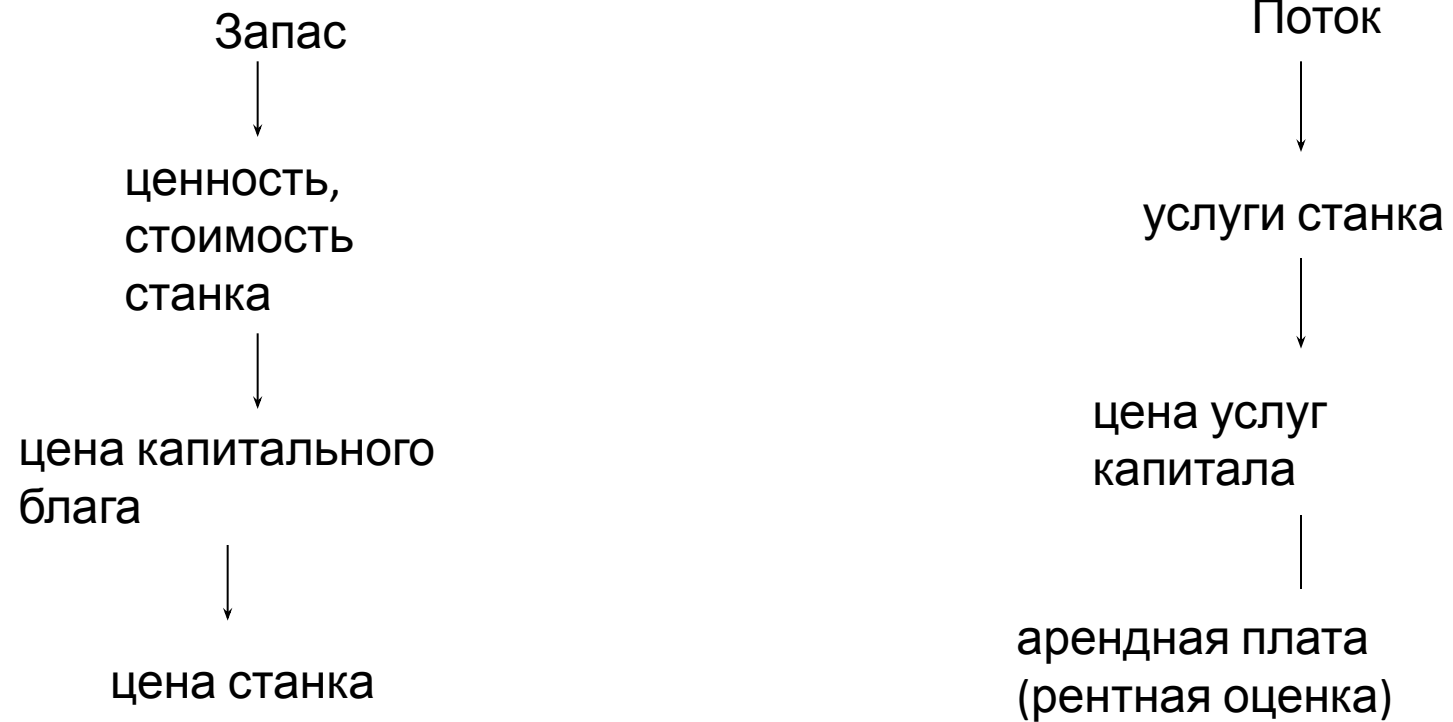 Запас
ценность,
стоимость
станка
цена капитального
блага
цена станка
Поток
услуги станка
цена услуг
капитала
арендная плата
(рентная оценка)